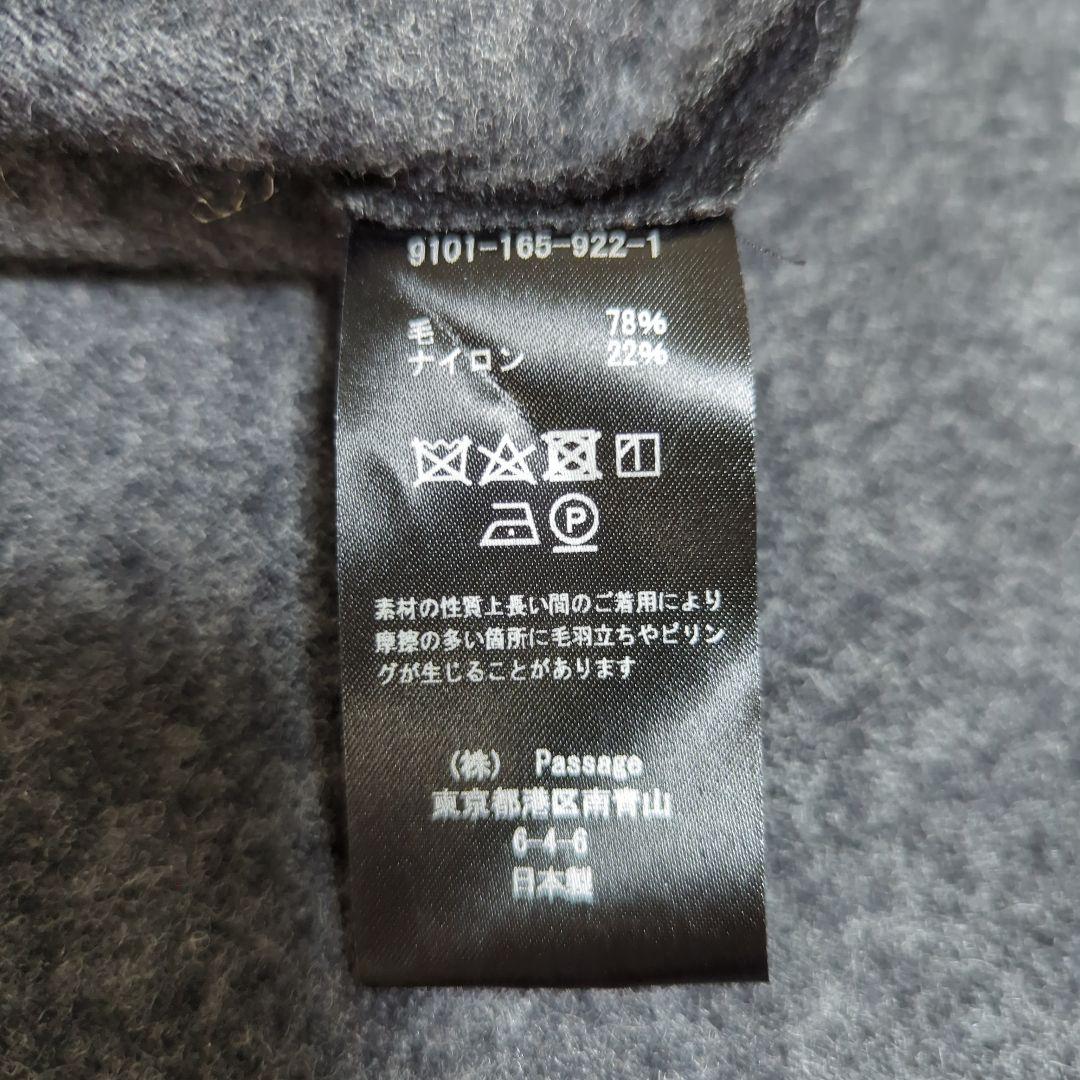 9101-165-922-1
毛 78%
ナイロン 22%
P
素材の性質上長い間のご着用により
摩擦の多い箇所に毛羽立ちやピリン
グが生じることがあります
(株) Passage
東京都港区南青山
6-4-6
日本製